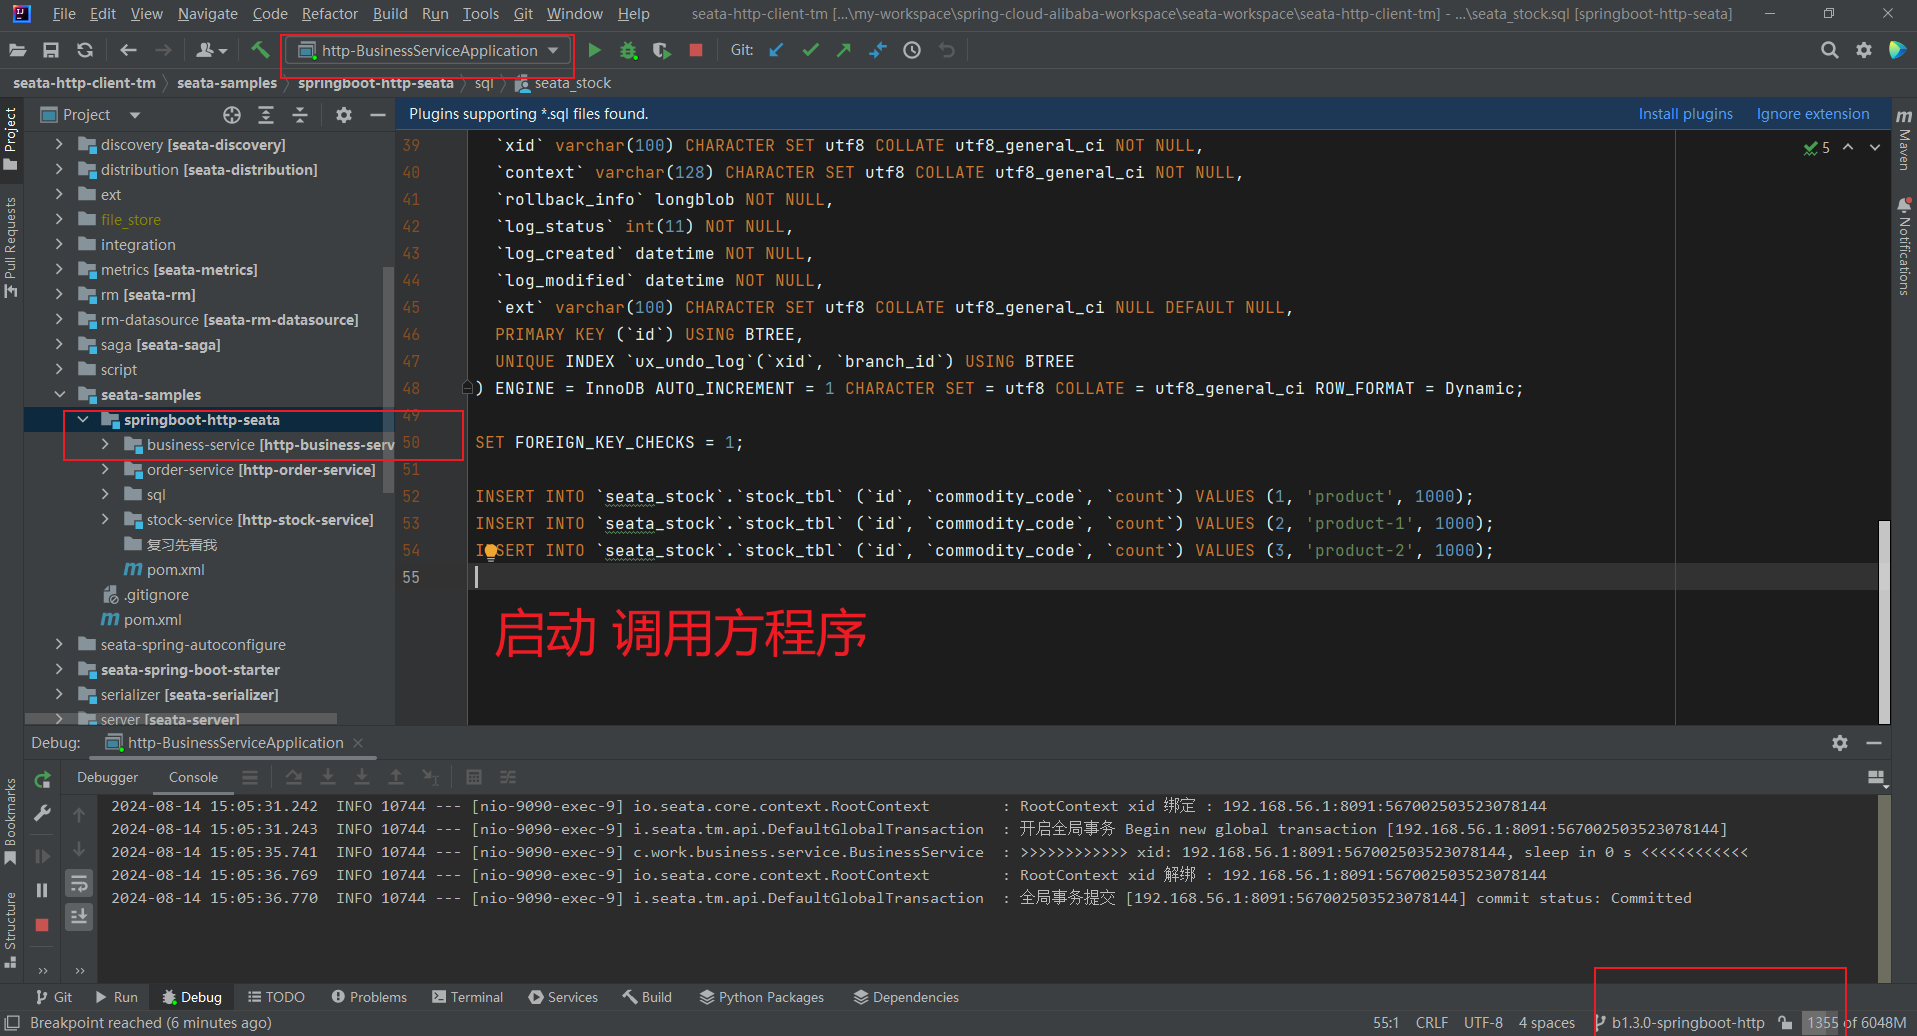 File Edit View Navigate Code Refactor Build Run Tools Git Window Help seata-http-client-tm [...\my-workspace\spring-cloud-alibaba-workspace\seata-workspace\seata-http-client-tm] - ...\seata_stock.sql [springboot-http-seata]
http-BusinessServiceApplication Git:
seata-http-client-tm seata-samples springboot-http-seata sql seata_stock
Project
Plugins supporting *.sql files found. Install plugins Ignore extension
Project
Pull Requests
Bookmarks
Structure
Maven
Notifications
discovery [seata-discovery]
distribution [seata-distribution]
ext
file_store
integration
metrics [seata-metrics]
rm [seata-rm]
rm-datasource [seata-rm-datasource]
saga [seata-saga]
script
seata-samples
springboot-http-seata
business-service [http-business-serv
order-service [http-order-service]
sql
stock-service [http-stock-service]
复习先看我
pom.xml
.gitignore
pom.xml
seata-spring-autoconfigure
seata-spring-boot-starter
serializer [seata-serializer]
server [seata-server]
5
39 `xid` varchar(100) CHARACTER SET utf8 COLLATE utf8_general_ci NOT NULL,
40 `context` varchar(128) CHARACTER SET utf8 COLLATE utf8_general_ci NOT NULL,
41 `rollback_info` longblob NOT NULL,
42 `log_status` int(11) NOT NULL,
43 `log_created` datetime NOT NULL,
44 `log_modified` datetime NOT NULL,
45 `ext` varchar(100) CHARACTER SET utf8 COLLATE utf8_general_ci NULL DEFAULT NULL,
46 PRIMARY KEY (`id`) USING BTREE,
47 UNIQUE INDEX `ux_undo_log`(`xid`, `branch_id`) USING BTREE
48 ) ENGINE = InnoDB AUTO_INCREMENT = 1 CHARACTER SET = utf8 COLLATE = utf8_general_ci ROW_FORMAT = Dynamic;
49
50 SET FOREIGN_KEY_CHECKS = 1;
51
52 INSERT INTO `seata_stock`.`stock_tbl` (`id`, `commodity_code`, `count`) VALUES (1, 'product', 1000);
53 INSERT INTO `seata_stock`.`stock_tbl` (`id`, `commodity_code`, `count`) VALUES (2, 'product-1', 1000);
54 INSERT INTO `seata_stock`.`stock_tbl` (`id`, `commodity_code`, `count`) VALUES (3, 'product-2', 1000);
55
启动 调用方程序
Debug: http-BusinessServiceApplication
Debugger Console
2024-08-14 15:05:31.242 INFO 10744 --- [nio-9090-exec-9] io.seata.core.context.RootContext : RootContext xid 绑定 : 192.168.56.1:8091:567002503523078144
2024-08-14 15:05:31.243 INFO 10744 --- [nio-9090-exec-9] i.seata.tm.api.DefaultGlobalTransaction : 开启全局事务 Begin new global transaction [192.168.56.1:8091:567002503523078144]
2024-08-14 15:05:35.741 INFO 10744 --- [nio-9090-exec-9] c.work.business.service.BusinessService : >>>>>>>>>>>> xid: 192.168.56.1:8091:567002503523078144, sleep in 0 s <<<<<<<<<<<<
2024-08-14 15:05:36.769 INFO 10744 --- [nio-9090-exec-9] io.seata.core.context.RootContext : RootContext xid 解绑 : 192.168.56.1:8091:567002503523078144
2024-08-14 15:05:36.770 INFO 10744 --- [nio-9090-exec-9] i.seata.tm.api.DefaultGlobalTransaction : 全局事务提交 [192.168.56.1:8091:567002503523078144] commit status: Committed
Git Run Debug TODO Problems Terminal Services Build Python Packages Dependencies
Breakpoint reached (6 minutes ago) 55:1 CRLF UTF-8 4 spaces b1.3.0-springboot-http 1355 of 6048M